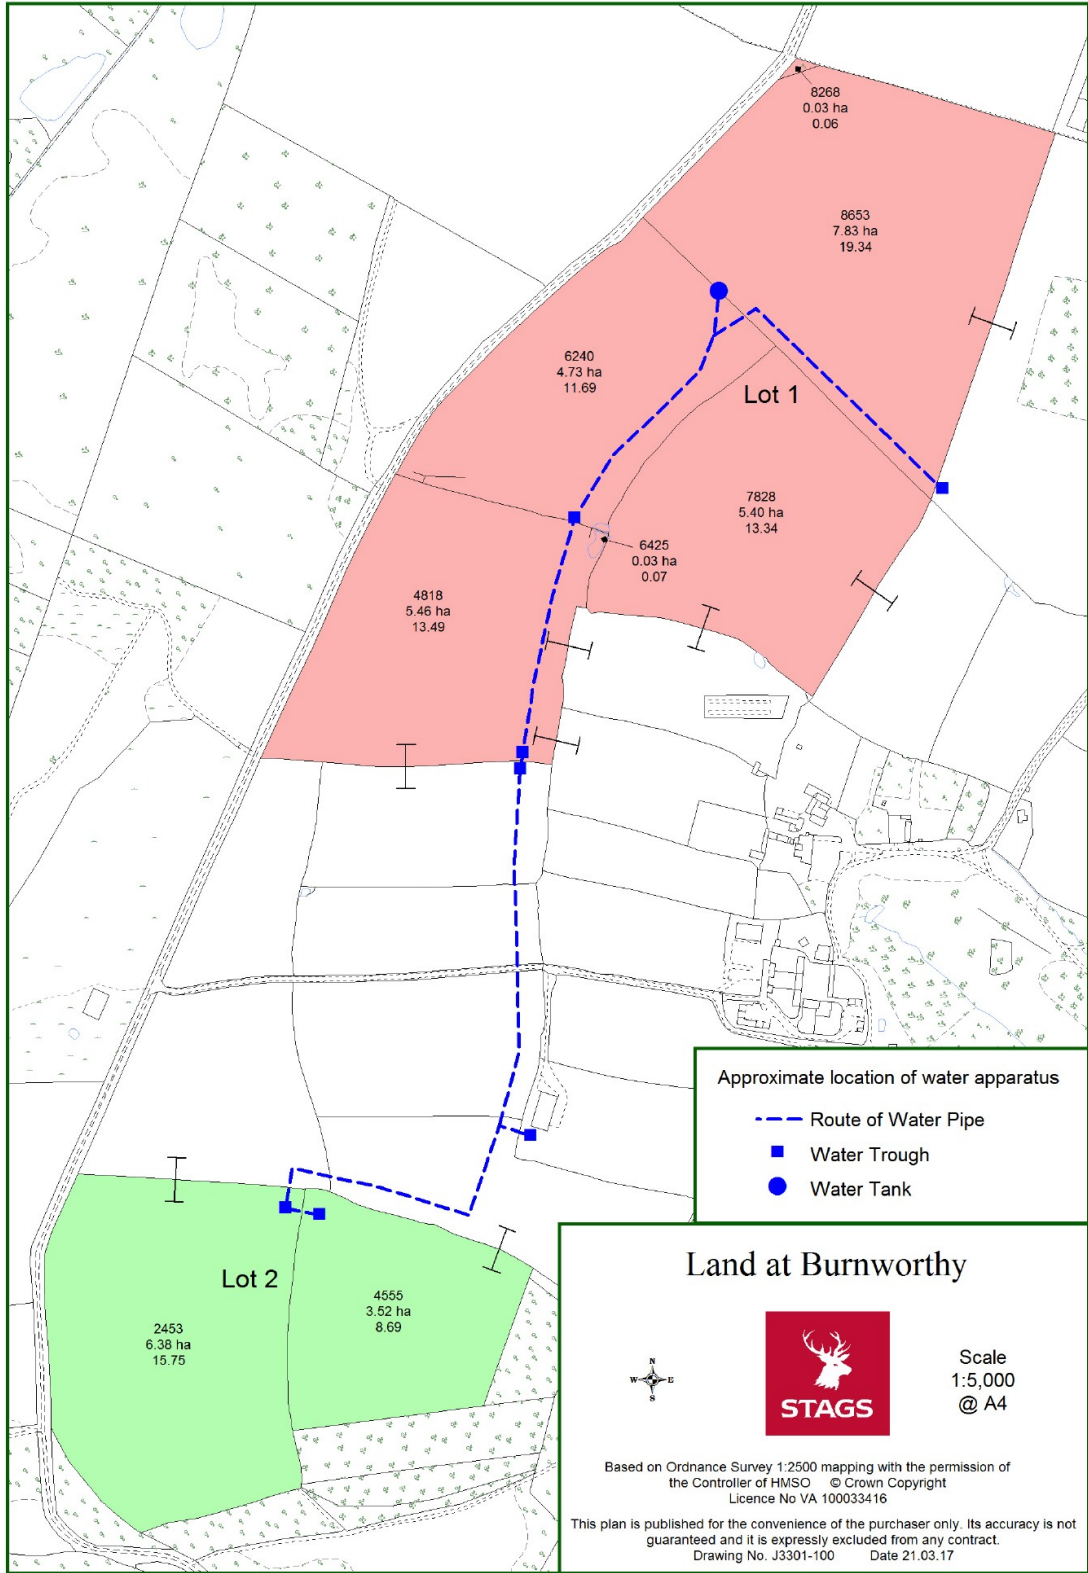 8268
0.03 ha
0.06
8653
7.83 ha
19.34
6240
4.73 ha
11.69
Lot 1
7828
5.40 ha
13.34
6425
0.03 ha
0.07
4818
5.46 ha
13.49
Approximate location of water apparatus
Route of Water Pipe
Water Trough
Water Tank
Lot 2
4555
3.52 ha
8.69
2453
6.38 ha
15.75
Land at Burnworthy
N
W E
S
STAGS
Scale
1:5,000
@ A4
Based on Ordnance Survey 1:2500 mapping with the permission of
the Controller of HMSO © Crown Copyright
Licence No VA 100033416
This plan is published for the convenience of the purchaser only. Its accuracy is not
guaranteed and it is expressly excluded from any contract.
Drawing No. J3301-100 Date 21.03.17